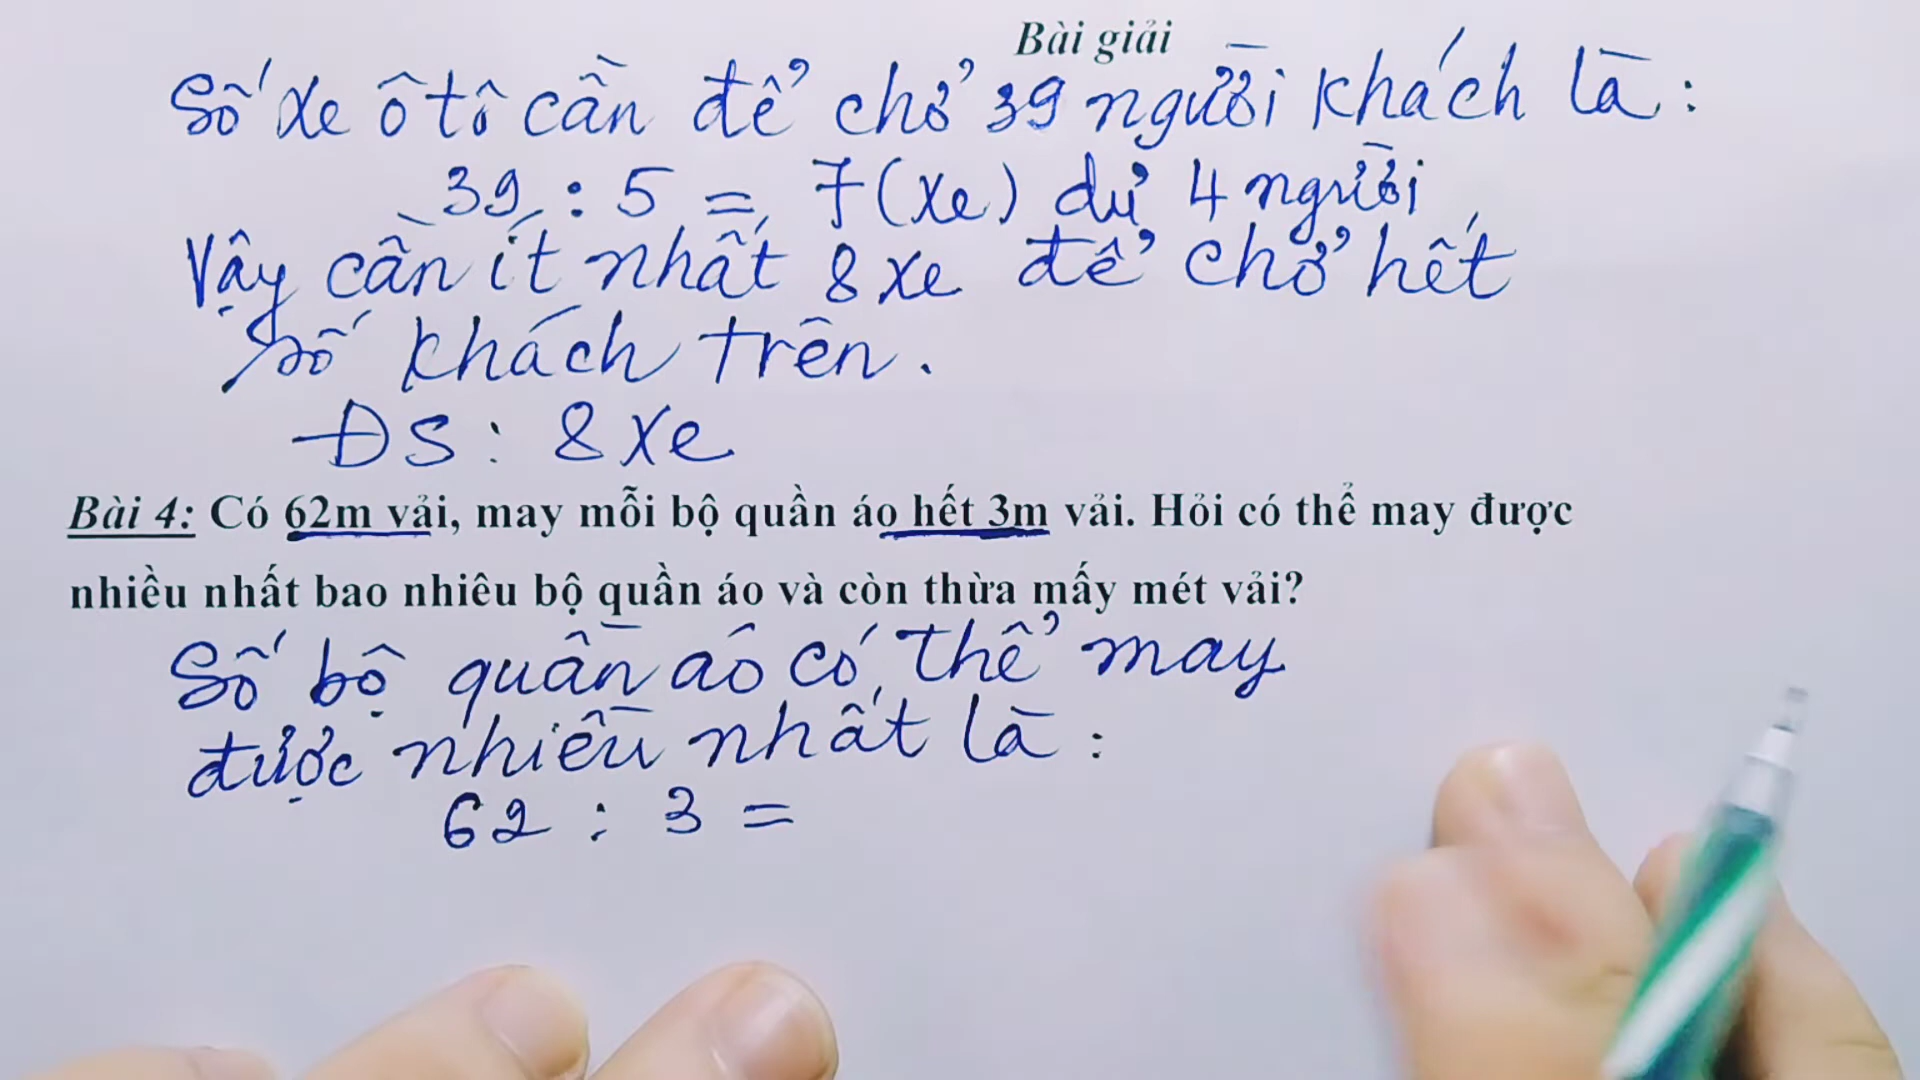 Bài giải
Số xe ô tô cần để chở 39 người khách là:
39 : 5 = 7 (xe) dư 4 người
Vậy cần ít nhất 8 xe để chở hết
số khách trên.
ĐS: 8 xe
Bài 4: Có 62m vải, may mỗi bộ quần áo hết 3m vải. Hỏi có thể may được
nhiều nhất bao nhiêu bộ quần áo và còn thừa mấy mét vải?
Số bộ quần áo có thể may
được nhiều nhất là:
62 : 3 =